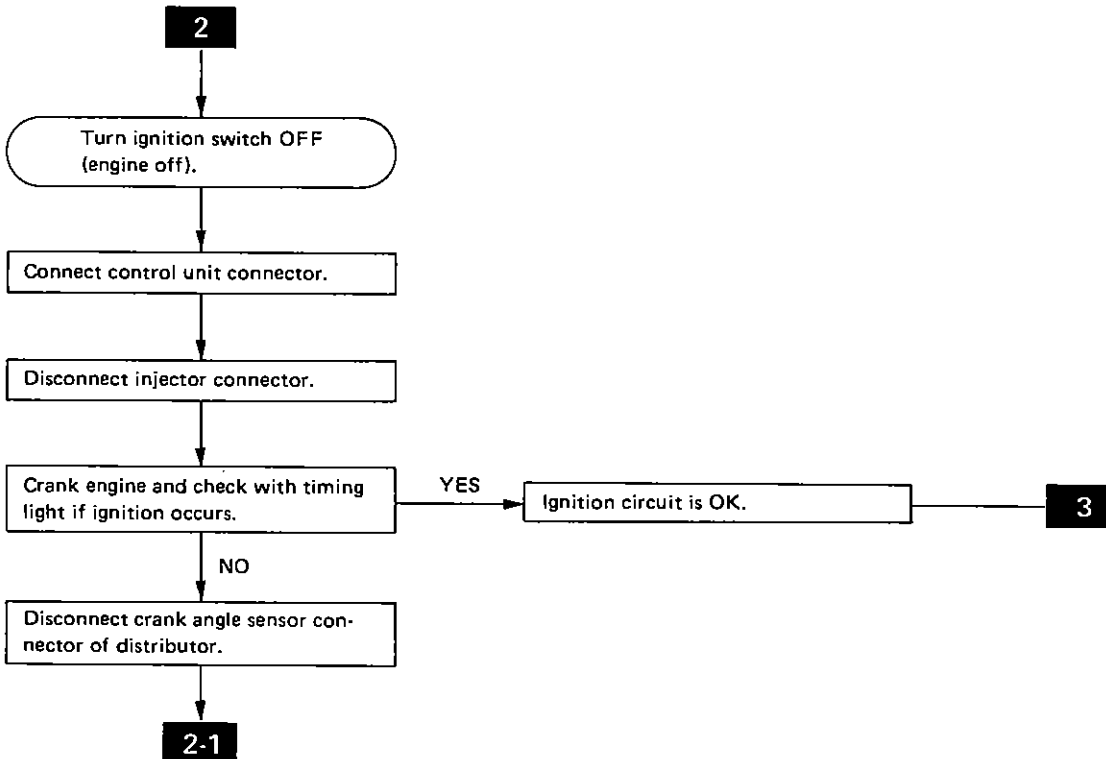 2
Turn ignition switch OFF
(engine off).
Connect control unit connector.
Disconnect injector connector.
Crank engine and check with timing
light if ignition occurs.
YES
Ignition circuit is OK.
3
NO
Disconnect crank angle sensor con-
nector of distributor.
2-1